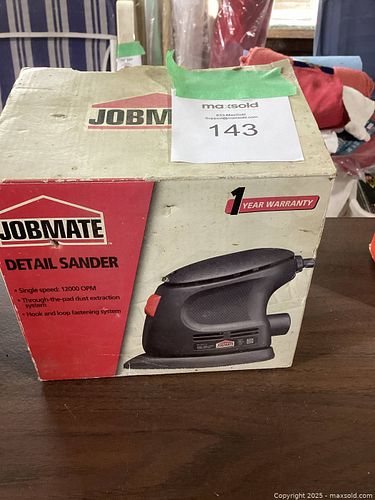 JOBM
maxsold
143
1 YEAR WARRANTY
JOBMATE
DETAIL SANDER
• Single speed: 12000 OPM
• Through-the-pad dust extraction
system
• Hook and loop fastening system
JOBMATE
Copyright © 2025 - maxsold.com